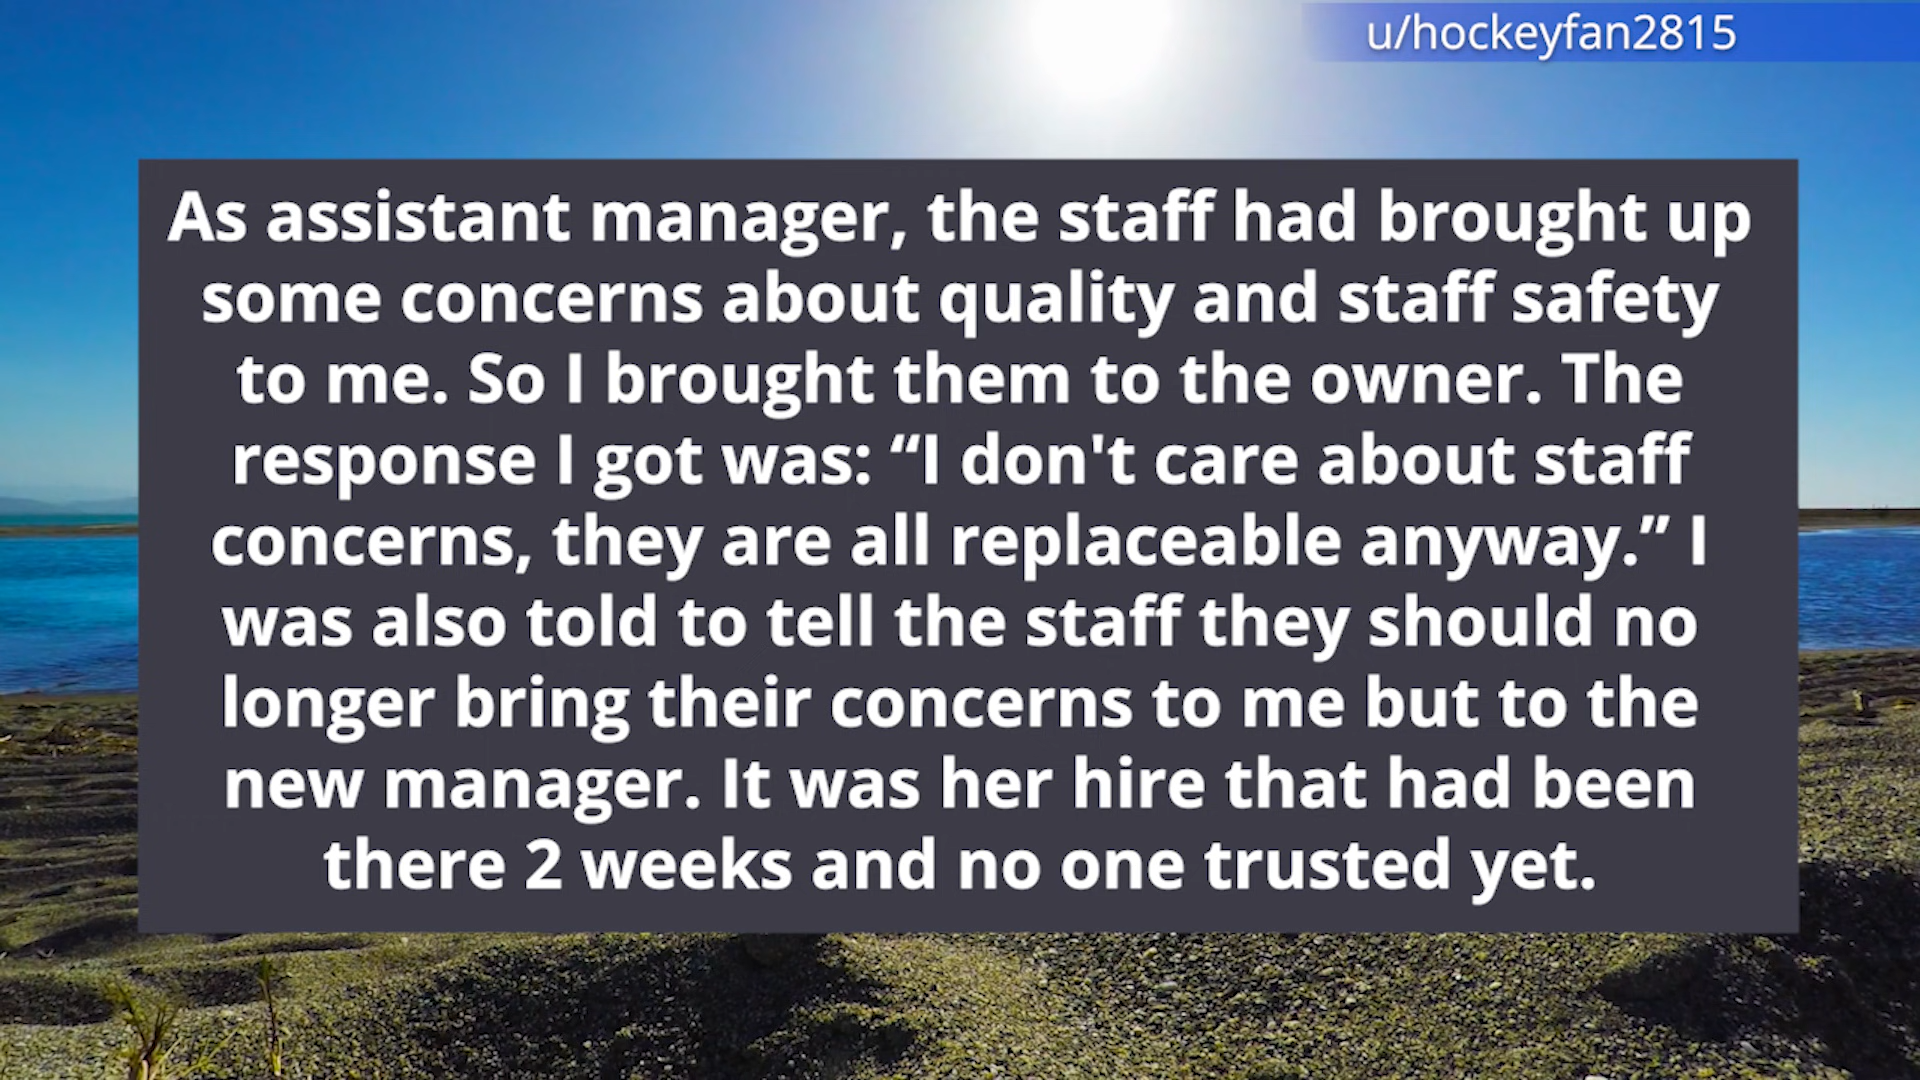 u/hockeyfan2815
As assistant manager, the staff had brought up
some concerns about quality and staff safety
to me. So I brought them to the owner. The
response I got was: “I don't care about staff
concerns, they are all replaceable anyway.” I
was also told to tell the staff they should no
longer bring their concerns to me but to the
new manager. It was her hire that had been
there 2 weeks and no one trusted yet.